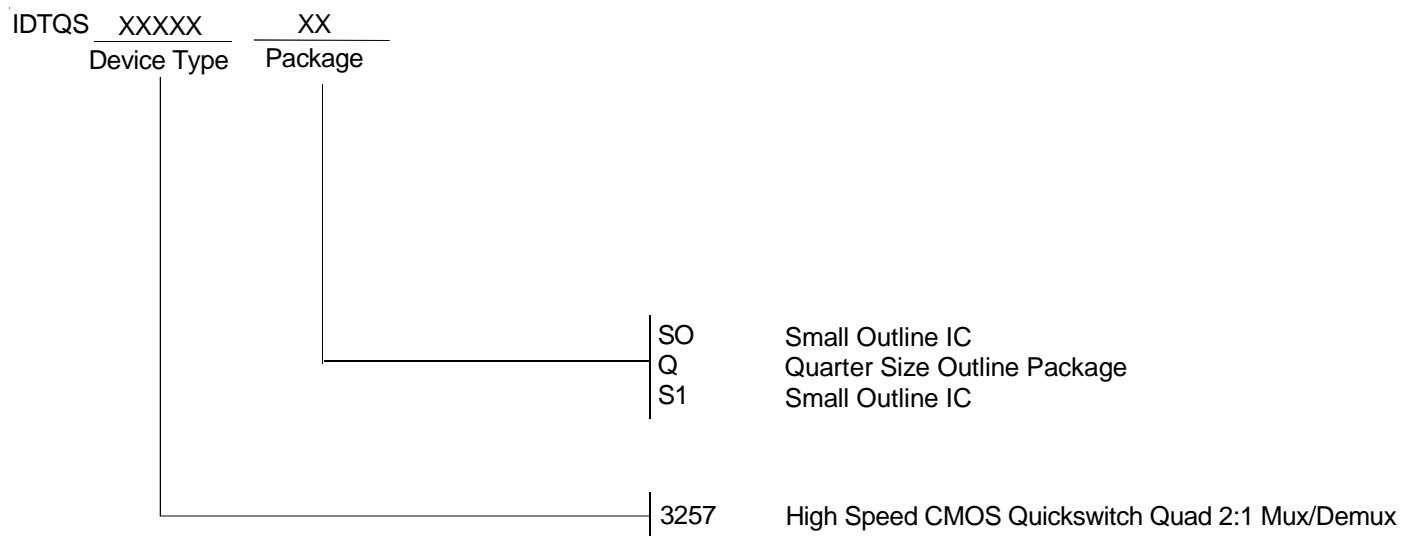 IDTQS XXXXX XX
Device Type Package
SO Small Outline IC
Q Quarter Size Outline Package
S1 Small Outline IC
3257 High Speed CMOS Quickswitch Quad 2:1 Mux/Demux